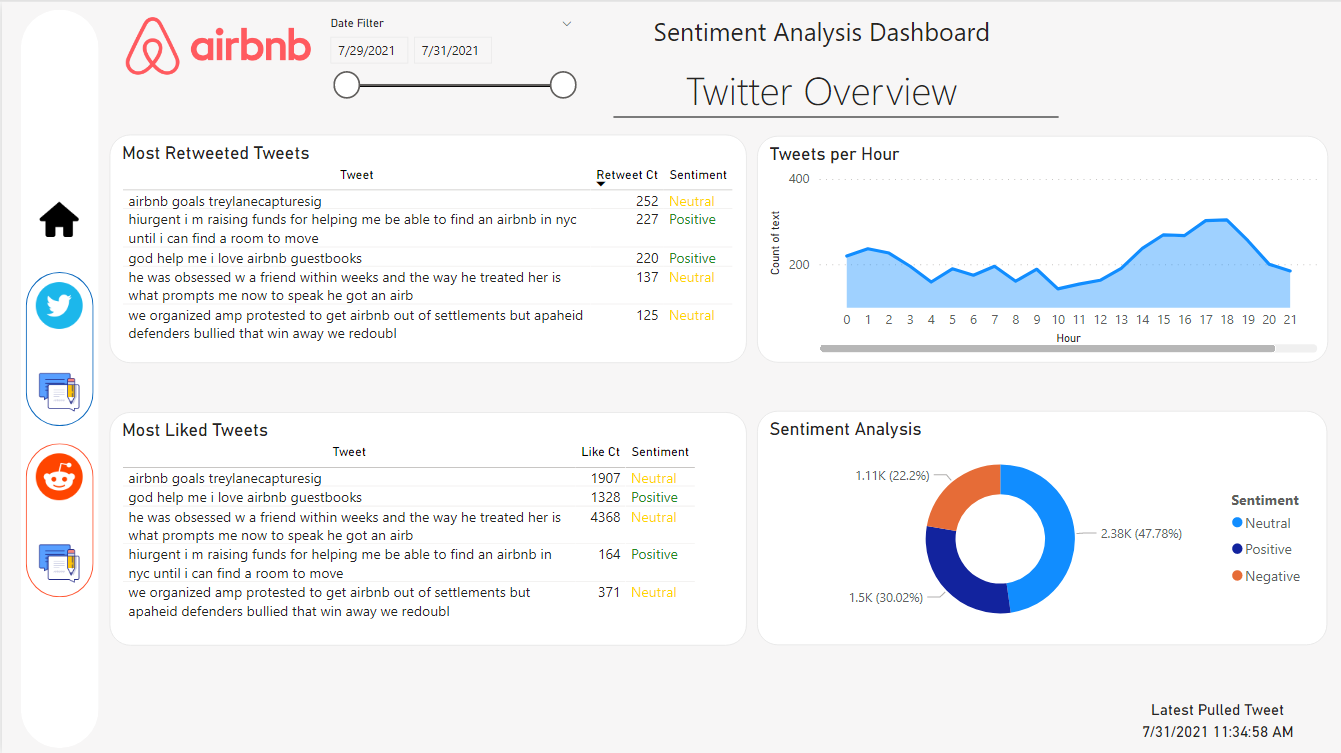 airbnb
Date Filter
7/29/2021 7/31/2021
Sentiment Analysis Dashboard
Twitter Overview
Most Retweeted Tweets
Tweet Retweet Ct Sentiment
airbnb goals treylanecapturesig 252 Neutral
hiurgent i m raising funds for helping me be able to find an airbnb in nyc 227 Positive
until i can find a room to move
god help me i love airbnb guestbooks 220 Positive
he was obsessed w a friend within weeks and the way he treated her is 137 Neutral
what prompts me now to speak he got an airb
we organized amp protested to get airbnb out of settlements but apaheid 125 Neutral
defenders bullied that win away we redoubl
Tweets per Hour
400
200
Count of text
0 1 2 3 4 5 6 7 8 9 10 11 12 13 14 15 16 17 18 19 20 21
Hour
Most Liked Tweets
Tweet Like Ct Sentiment
airbnb goals treylanecapturesig 1907 Neutral
god help me i love airbnb guestbooks 1328 Positive
he was obsessed w a friend within weeks and the way he treated her is 4368 Neutral
what prompts me now to speak he got an airb
hiurgent i m raising funds for helping me be able to find an airbnb in 164 Positive
nyc until i can find a room to move
we organized amp protested to get airbnb out of settlements but 371 Neutral
apaheid defenders bullied that win away we redoubl
Sentiment Analysis
1.11K (22.2%)
2.38K (47.78%)
1.5K (30.02%)
Sentiment
Neutral
Positive
Negative
Latest Pulled Tweet
7/31/2021 11:34:58 AM